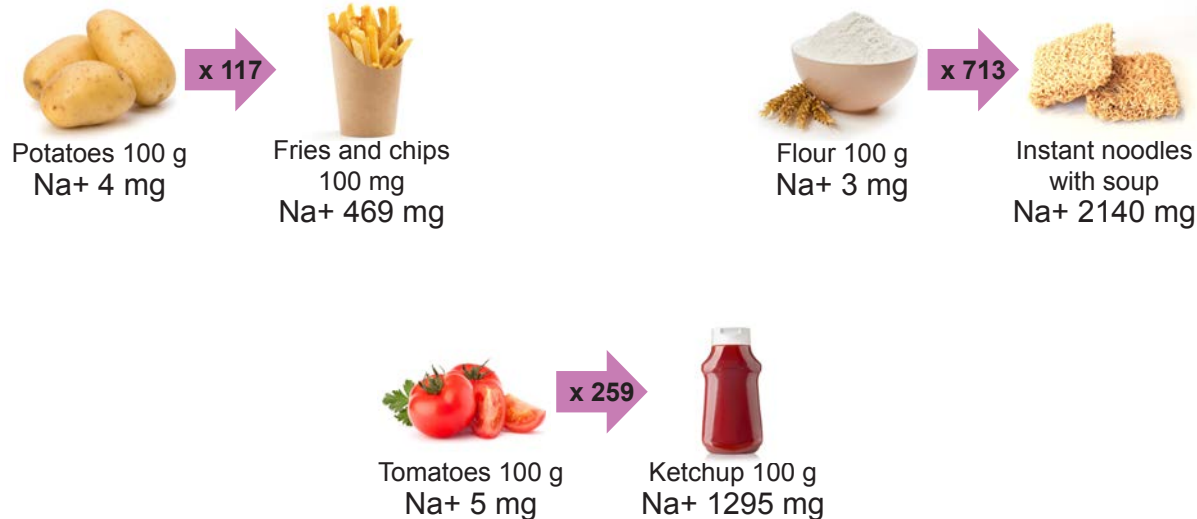 x 117
Potatoes 100 g
Na+ 4 mg
Fries and chips
100 mg
Na+ 469 mg
x 713
Flour 100 g
Na+ 3 mg
Instant noodles
with soup
Na+ 2140 mg
x 259
Tomatoes 100 g
Na+ 5 mg
Ketchup 100 g
Na+ 1295 mg